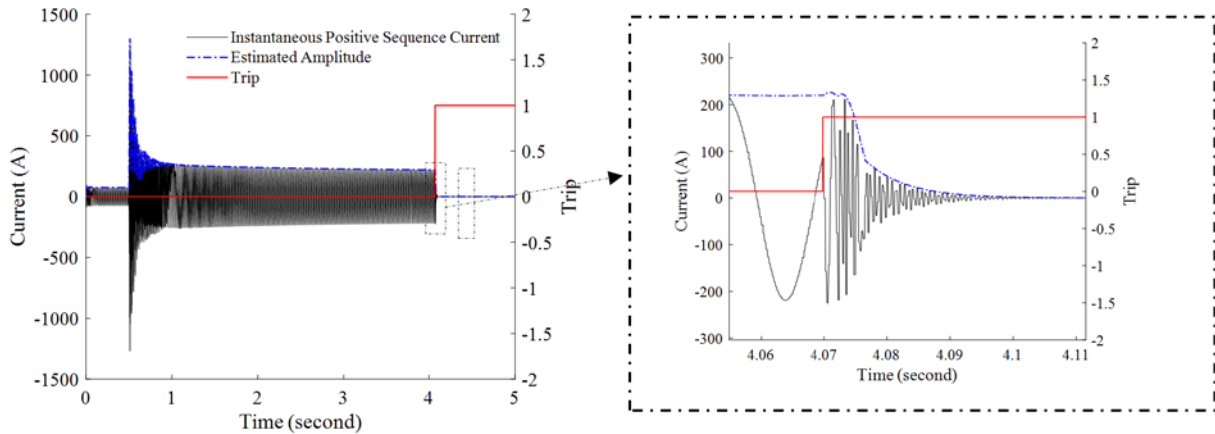 1500
1000
500
0
-500
-1000
-1500
Current (A)
2
1.5
1
0.5
0
-0.5
-1
-1.5
-2
Trip
Instantaneous Positive Sequence Current
Estimated Amplitude
Trip
0 1 2 3 4 5
Time (second)
300
200
100
0
-100
-200
-300
Current (A)
2
1.5
1
0.5
0
-0.5
-1
-1.5
-2
Trip
4.06 4.07 4.08 4.09 4.1 4.11
Time (second)